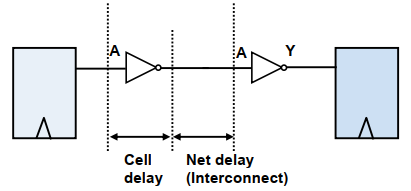 A
A
Y
Cell
delay
Net delay
(Interconnect)